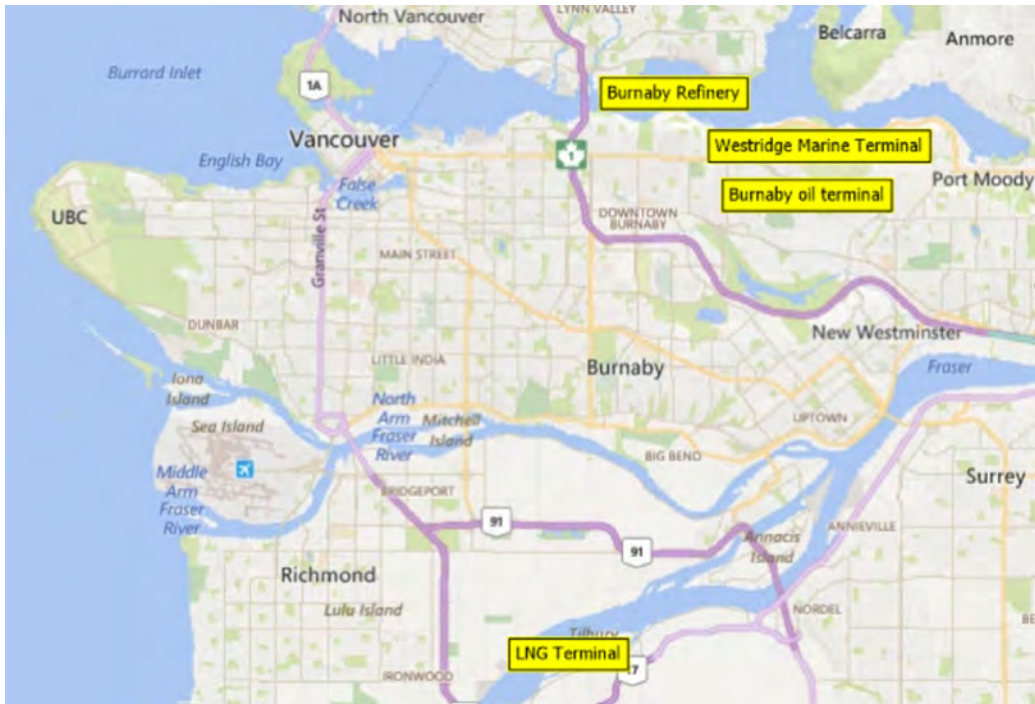 North Vancouver
LYNN VALLEY
Belcarra
Anmore
Burrard Inlet
1A
Burnaby Refinery
Vancouver
1
Westridge Marine Terminal
English Bay
False
Creek
Port Moody
Burnaby oil terminal
UBC
DOWNTOWN
BURNABY
Granville St
MAIN STREET
DUNBAR
New Westminster
LITTLE INDIA
Burnaby
Fraser
Iona
Island
North
Arm
Fraser
River
Mitchell
Island
UPTOWN
Sea Island
BIG BEND
Surrey
Middle
Arm
Fraser
River
BRIDGEPORT
91
91
ANNIEVILLE
Annacis
Island
Richmond
Lulu Island
NORDEL
Tilbury
LNG Terminal
IRONWOOD